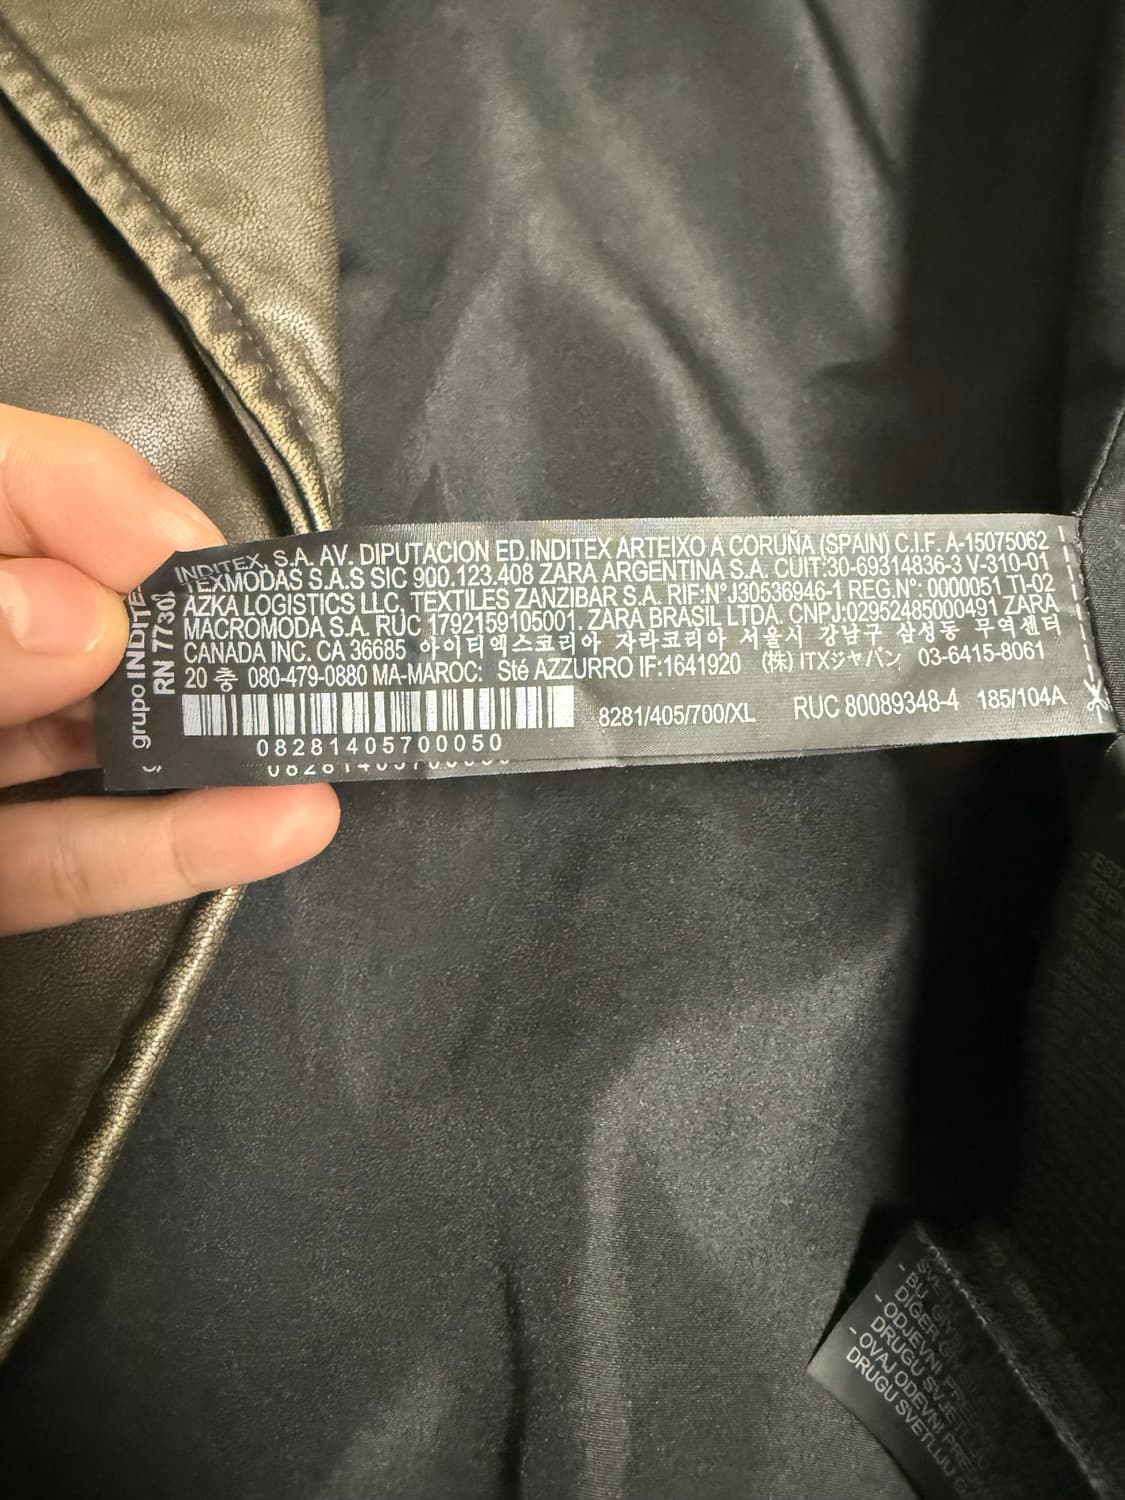 INDITEX, S.A. AV. DIPUTACION ED.INDITEX ARTEIXO A CORUÑA (SPAIN) C.I.F. A-15075062
TEXMODAS S.A.S SIC 900.123.408 ZARA ARGENTINA S.A. CUIT:30-69314836-3 V-310-01
AZKA LOGISTICS LLC, TEXTILES ZANZIBAR S.A. RIF:N°J30536946-1 REG.N°: 0000051 TI-02
MACROMODA S.A. RUC 1792159105001. ZARA BRASIL LTDA. CNPJ:02952485000491 ZARA
CANADA INC. CA 36685 아이티엑스코리아 자라코리아 서울시 강남구 삼성동 무역센터
20 층 080-479-0880 MA-MAROC: Sté AZZURRO IF:1641920 (株) ITXジャパン 03-6415-8061
8281/405/700/XL RUC 80089348-4 185/104A
08281405700050
grupo
RN
DRUGU
- OVAJ ODEVNI
DRUGU SVETLIJU